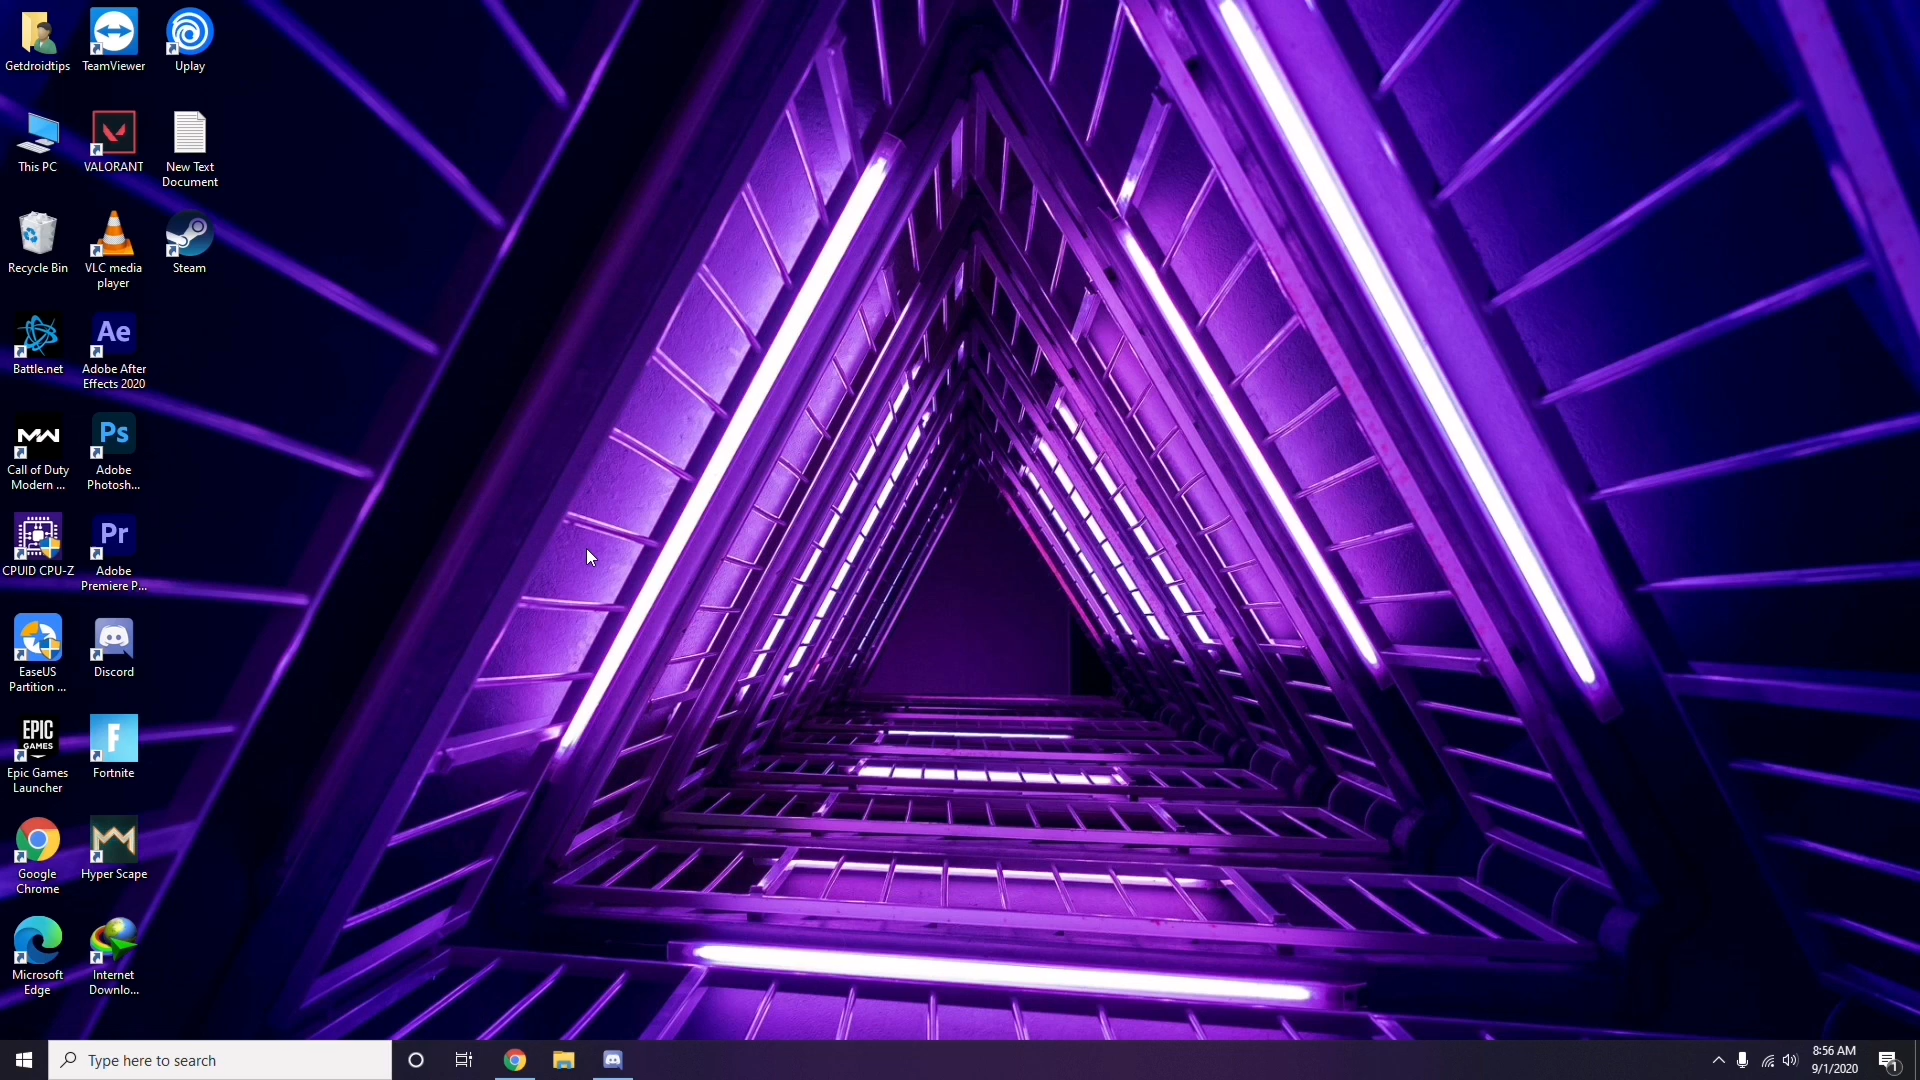 Getdroidtips
TeamViewer
Uplay
This PC
VALORANT
New Text
Document
Recycle Bin
VLC media
player
Steam
Battle.net
Ae
Adobe After
Effects 2020
MW
Call of Duty
Modern ...
Ps
Adobe
Photosh...
CPUID CPU-Z
Pr
Adobe
Premiere P...
EaseUS
Partition ...
Discord
EPIC
GAMES
Epic Games
Launcher
F
Fortnite
Google
Chrome
Hyper Scape
Microsoft
Edge
Internet
Downlo...
Type here to search
8:56 AM
9/1/2020
1